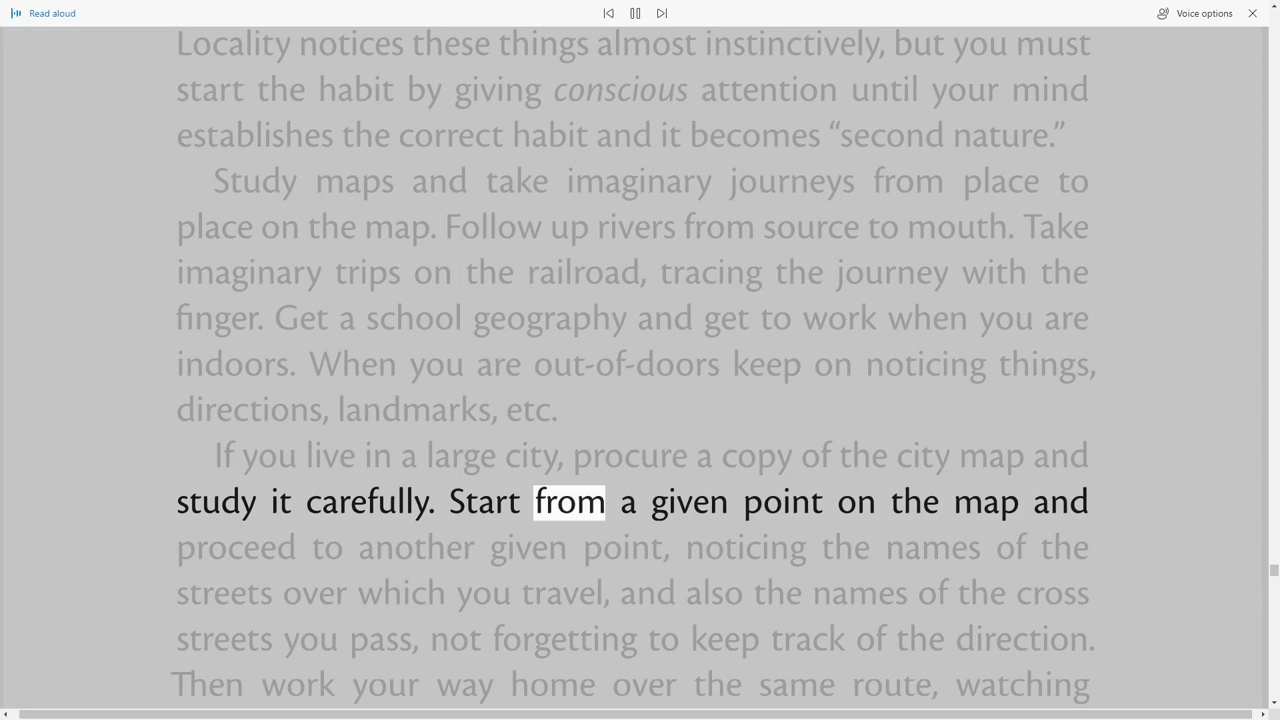 Read aloud
Voice options
Locality notices these things almost instinctively, but you must
start the habit by giving conscious attention until your mind
establishes the correct habit and it becomes “second nature.”
Study maps and take imaginary journeys from place to
place on the map. Follow up rivers from source to mouth. Take
imaginary trips on the railroad, tracing the journey with the
finger. Get a school geography and get to work when you are
indoors. When you are out-of-doors keep on noticing things,
directions, landmarks, etc.
If you live in a large city, procure a copy of the city map and
study it carefully. Start from a given point on the map and
proceed to another given point, noticing the names of the
streets over which you travel, and also the names of the cross
streets you pass, not forgetting to keep track of the direction.
Then work your way home over the same route, watching